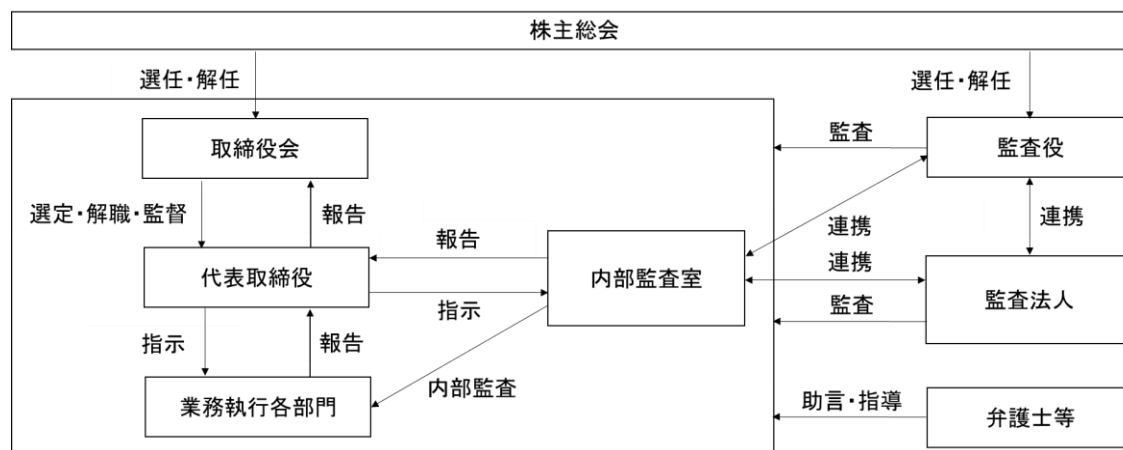 株主総会
選任・解任
選任・解任
取締役会
監査
監査役
選定・解職・監督
報告
連携
連携
報告
代表取締役
内部監査室
連携
監査法人
指示
監査
指示
報告
内部監査
業務執行各部門
助言・指導
弁護士等